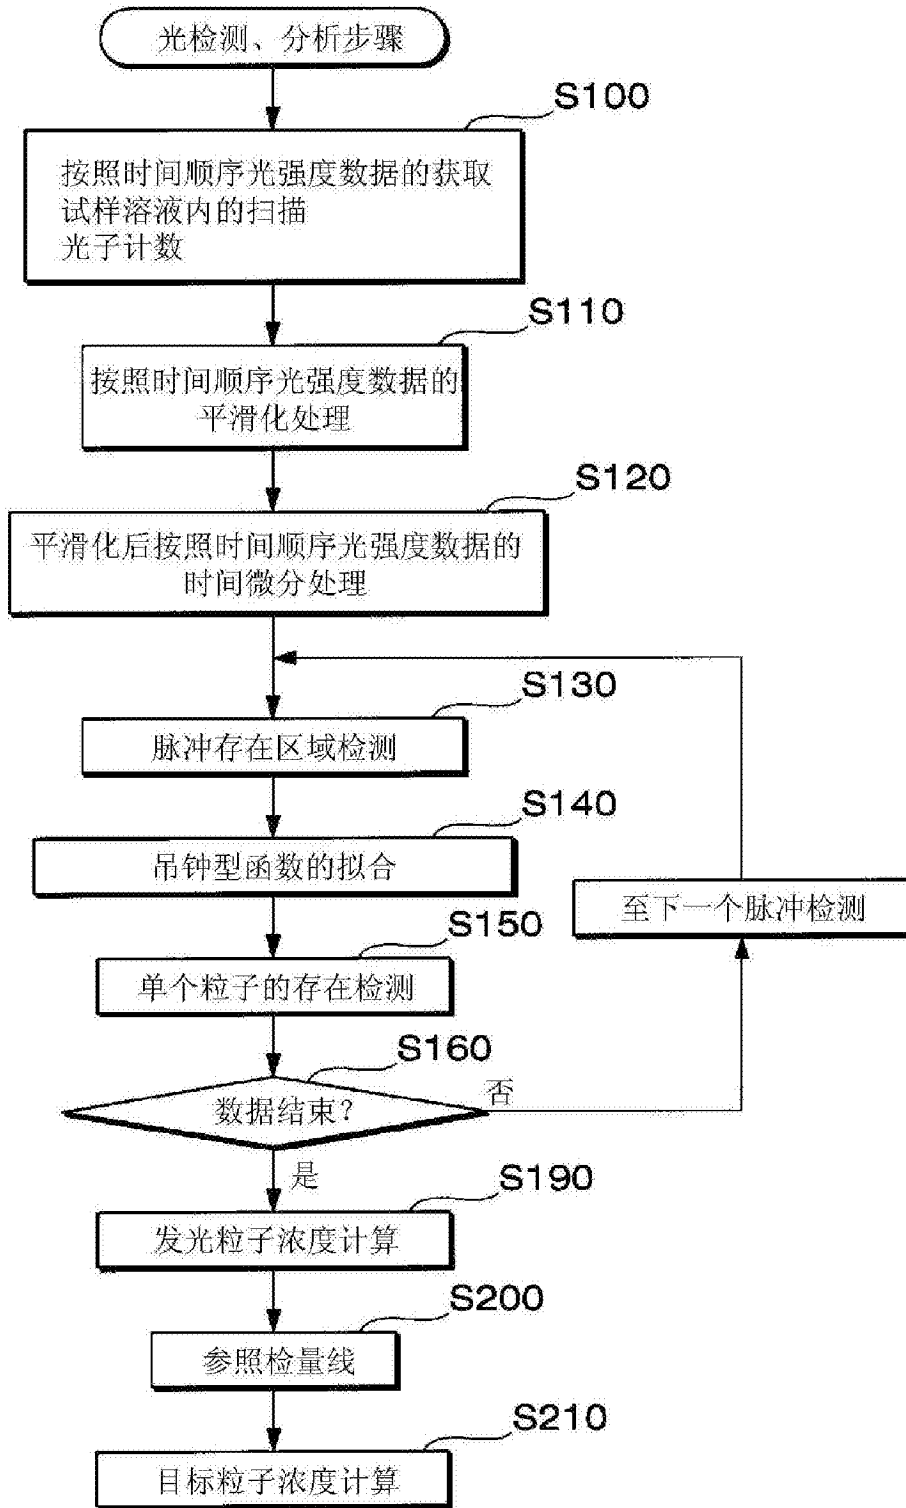 光检测、分析步骤
S100
按照时间顺序光强度数据的获取
试样溶液内的扫描
光子计数
S110
按照时间顺序光强度数据的
平滑化处理
S120
平滑化后按照时间顺序光强度数据的
时间微分处理
S130
脉冲存在区域检测
S140
吊钟型函数的拟合
至下一个脉冲检测
S150
单个粒子的存在检测
S160
数据结束?
否
是
S190
发光粒子浓度计算
S200
参照检量线
S210
目标粒子浓度计算